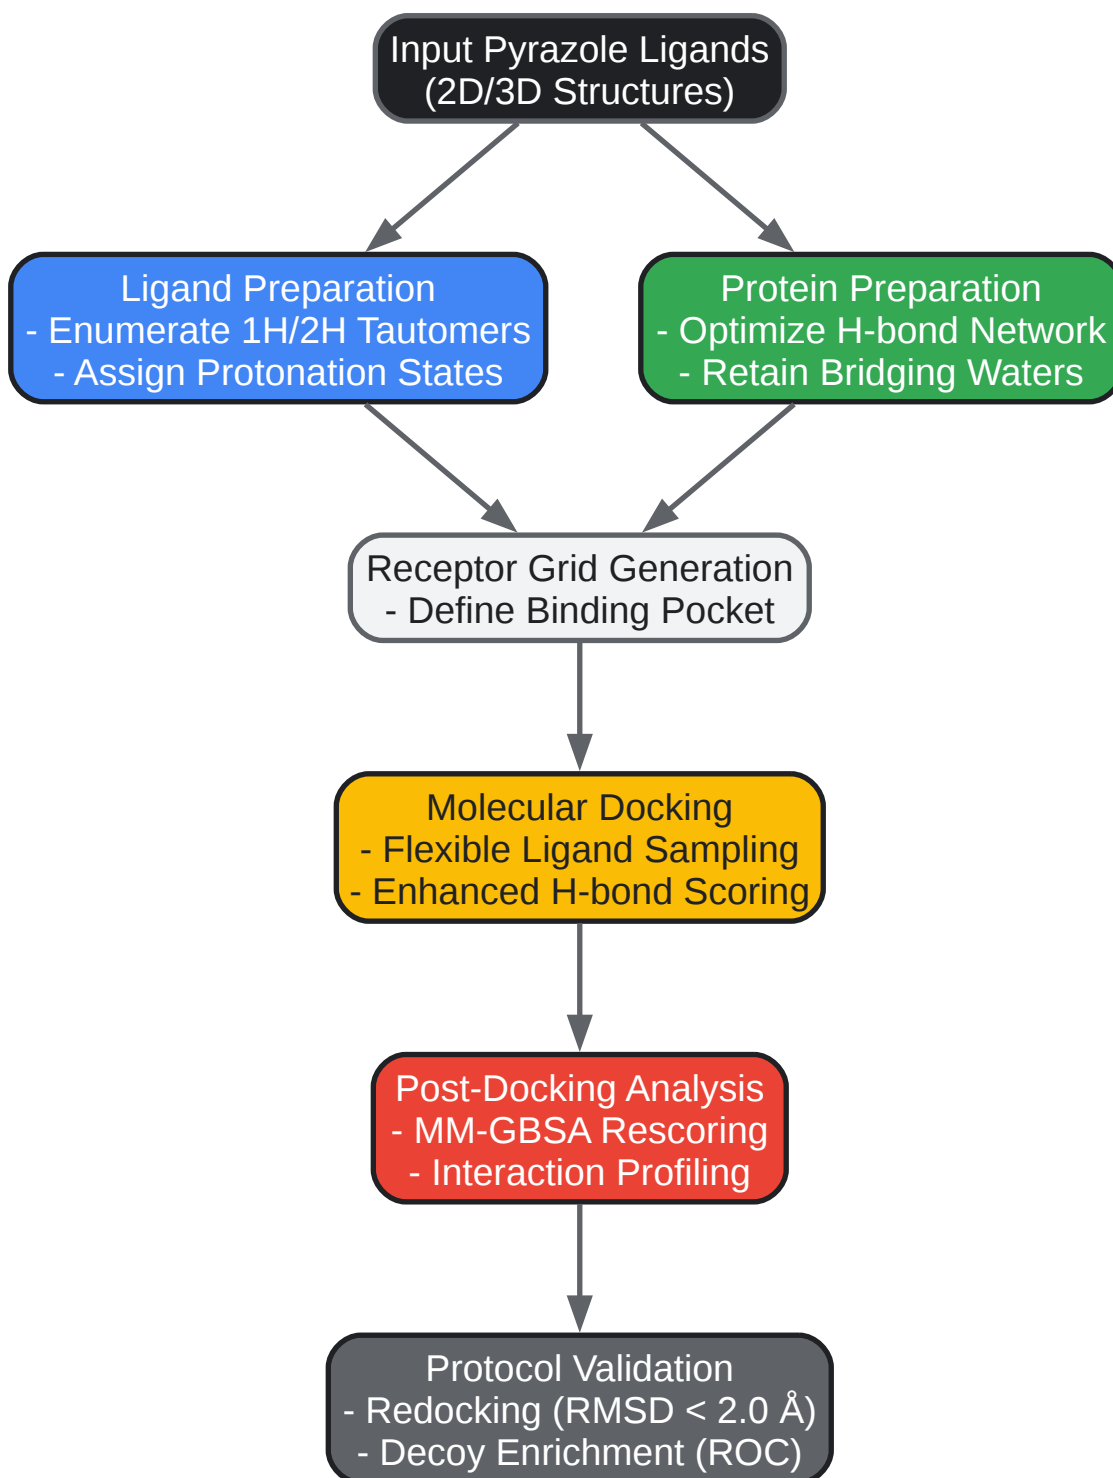 Input Pyrazole Ligands
(2D/3D Structures)
Ligand Preparation
- Enumerate 1H/2H Tautomers
- Assign Protonation States
Protein Preparation
- Optimize H-bond Network
- Retain Bridging Waters
Receptor Grid Generation
- Define Binding Pocket
Molecular Docking
- Flexible Ligand Sampling
- Enhanced H-bond Scoring
Post-Docking Analysis
- MM-GBSA Rescoring
- Interaction Profiling
Protocol Validation
- Redocking (RMSD < 2.0 Å)
- Decoy Enrichment (ROC)